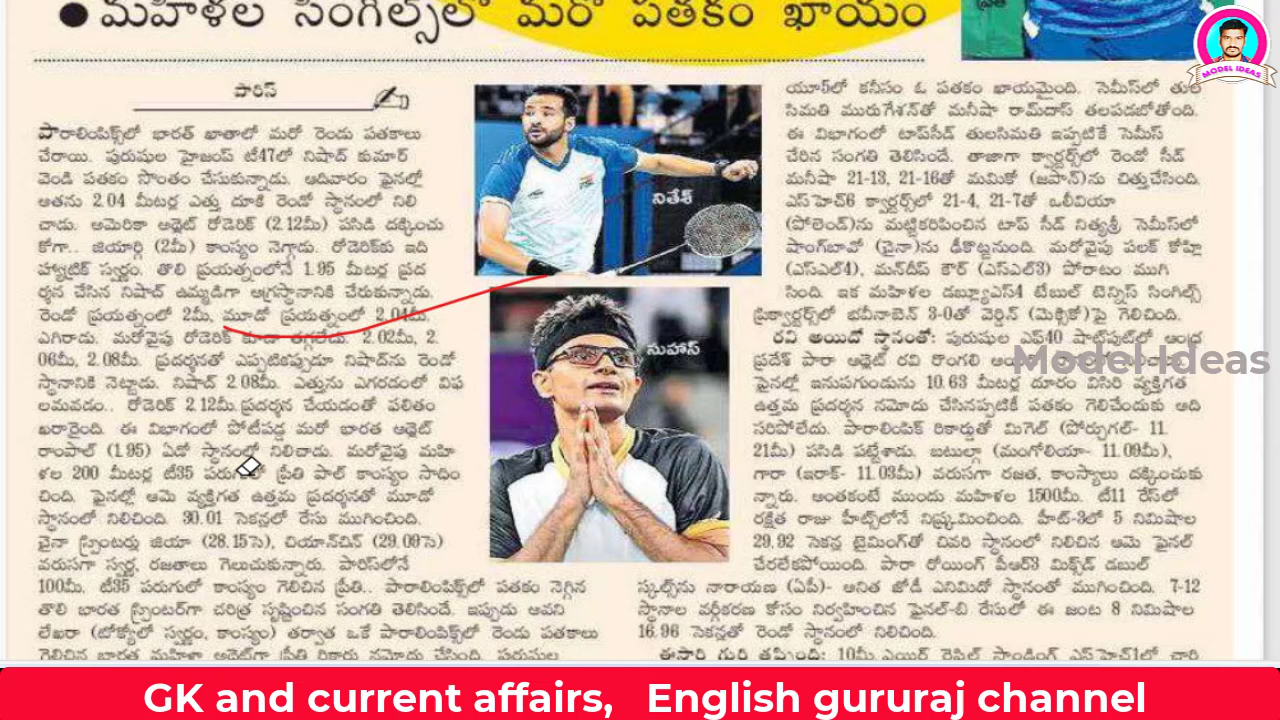 ●మహిళల సింగిల్స్‌లో మరో పతకం ఖాయం
పారిస్
పారాలింపిక్స్‌లో భారత్ ఖాతాలో మరో రెండు పతకాలు
చేరాయి. పురుషుల హైజంప్ టీ47లో నిషాద్ కుమార్
వెండి పతకం సొంతం చేసుకున్నాడు. ఆదివారం ఫైనల్లో
అతను 2.04 మీటర్ల ఎత్తు దూకి రెండో స్థానంలో నిలి
చాడు. అమెరికా అథ్లెట్ రోడెరిక్ (2.12మీ) పసిడి దక్కించు
కోగా.. జియార్గి (2మీ) కాంస్యం నెగ్గాడు. రోడెరిక్‌కు ఇది
హ్యాట్రిక్ స్వర్ణం. తొలి ప్రయత్నంలోనే 1.95 మీటర్ల ప్రద
ర్శన చేసిన నిషాద్ ఉమ్మడిగా అగ్రస్థానానికి చేరుకున్నాడు.
రెండో ప్రయత్నంలో 2మీ, మూడో ప్రయత్నంలో 2.04మీ.
ఎగిరాడు. మరోవైపు రోడెరిక్ కూడా తగ్గలేదు. 2.02మీ, 2.
06మీ, 2.08మీ. ప్రదర్శనతో ఎప్పటికప్పుడూ నిషాద్‌ను రెండో
స్థానానికి నెట్టాడు. నిషాద్ 2.08మీ. ఎత్తును ఎగరడంలో విఫ
లమవడం.. రోడెరిక్ 2.12మీ.ప్రదర్శన చేయడంతో ఫలితం
ఖరారైంది. ఈ విభాగంలో పోటీపడ్డ మరో భారత అథ్లెట్
రాంపాల్ (1.95) ఏడో స్థానంలో నిలిచాడు. మరోవైపు మహి
ళల 200 మీటర్ల టీ35 పరుగులో ప్రీతి పాల్ కాంస్యం సాధిం
చింది. ఫైనల్లో ఆమె వ్యక్తిగత ఉత్తమ ప్రదర్శనతో మూడో
స్థానంలో నిలిచింది. 30.01 సెకన్లలో రేసు ముగించింది.
చైనా స్ప్రింటర్లు జియా (28.15సె), చియాన్‌చిన్ (29.09సె)
వరుసగా స్వర్ణ, రజతాలు గెలుచుకున్నారు. పారిస్‌లోనే
100మీ. టీ35 పరుగులో కాంస్యం గెలిచిన ప్రీతి.. పారాలింపిక్స్‌లో పతకం నెగ్గిన
తొలి భారత స్ప్రింటర్‌గా చరిత్ర సృష్టించిన సంగతి తెలిసిందే. ఇప్పుడు అవని
లేఖరా (టోక్యోలో స్వర్ణం, కాంస్యం) తర్వాత ఒకే పారాలింపిక్స్‌లో రెండు పతకాలు
గెలిచిన భారత మహిళా అథ్లెట్‌గా ప్రీతి రికార్డు నమోదు చేసింది. పురుషుల
నితేశ్
సుహాస్
యూ5లో కనీసం ఓ పతకం ఖాయమైంది. సెమీస్‌లో తుల
సిమతి మురుగేశన్‌తో మనీషా రామ్‌దాస్ తలపడబోతోంది.
ఈ విభాగంలో టాప్‌సీడ్ తులసిమతి ఇప్పటికే సెమీస్
చేరిన సంగతి తెలిసిందే. తాజాగా క్వార్టర్స్‌లో రెండో సీడ్
మనీషా 21-13, 21-16తో మమికో (జపాన్)ను చిత్తుచేసింది.
ఎస్‌హెచ్6 క్వార్టర్స్‌లో 21-4, 21-7తో ఒలీవియా
(పోలెండ్)ను మట్టికరిపించిన టాప్ సీడ్ నిత్యశ్రీ సెమీస్‌లో
షాంగ్‌బావో (చైనా)ను ఢీకొట్టనుంది. మరోవైపు పలక్ కోహ్లి
(ఎస్ఎల్4), మన్‌దీప్ కౌర్ (ఎస్ఎల్3) పోరాటం ముగి
సింది. ఇక మహిళల డబ్ల్యూఎస్4 టేబుల్ టెన్నిస్ సింగిల్స్
ప్రిక్వార్టర్స్‌లో భవీనాబెన్ 3-0తో వెర్డిన్ (మెక్సికో)పై గెలిచింది.
రవి అయిదో స్థానంతో: పురుషుల ఎఫ్40 షాట్‌పుట్‌లో ఆంధ్ర
ప్రదేశ్ పారా అథ్లెట్ రవి రొంగలి
ఫైనల్లో ఇనుపగుండును 10.63 మీటర్ల దూరం విసిరి వ్యక్తిగత
ఉత్తమ ప్రదర్శన నమోదు చేసినప్పటికీ పతకం గెలిచేందుకు అది
సరిపోలేదు. పారాలింపిక్ రికార్డుతో మిగెల్ (పోర్చుగల్- 11.
21మీ) పసిడి పట్టేశాడు. బటుల్గా (మంగోలియా- 11.09మీ),
గారా (ఇరాక్- 11.03మీ) వరుసగా రజత, కాంస్యాలు దక్కించుకు
న్నారు. అంతకంటే ముందు మహిళల 1500మీ. టీ11 రేస్‌లో
రక్షిత రాజు హీట్స్‌లోనే నిష్క్రమించింది. హీట్-3లో 5 నిమిషాల
29.92 సెకన్ల టైమింగ్‌తో చివరి స్థానంలో నిలిచిన ఆమె ఫైనల్
చేరలేకపోయింది. పారా రోయింగ్ పీఆర్3 మిక్స్‌డ్ డబుల్
స్కల్స్‌ను నారాయణ (ఏపీ)- అనిత జోడీ ఎనిమిదో స్థానంతో ముగించింది. 7-12
స్థానాల వర్గీకరణ కోసం నిర్వహించిన ఫైనల్-బి రేసులో ఈ జంట 8 నిమిషాల
16.96 సెకన్లతో రెండో స్థానంలో నిలిచింది.
ఈసారి గురి తప్పింది: 10మీ ఎయిర్ రైఫిల్ స్టాండింగ్ ఎస్‌హెచ్1లో
MODEL IDEAS
Model Ideas
GK and current affairs, English gururaj channel